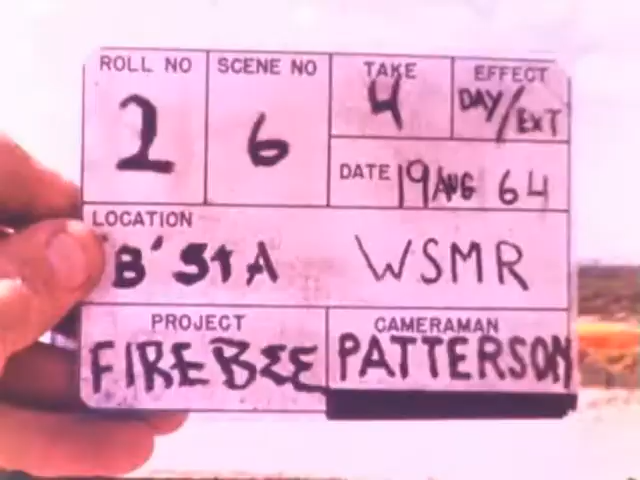 ROLL NO SCENE NO TAKE EFFECT
2 6 4 DAY/EXT
DATE 19 AUG 64
LOCATION
'B' StA WSMR
PROJECT CAMERAMAN
FIREBEE PATTERSON